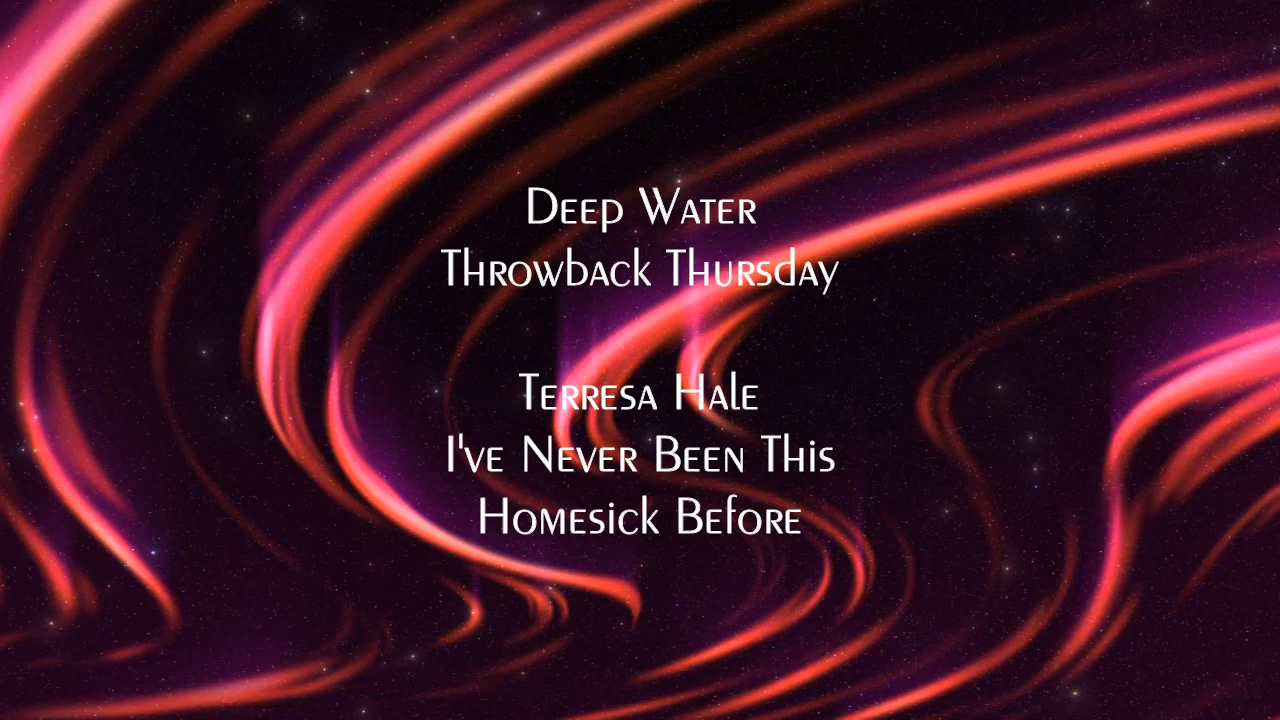 Deep Water
Throwback Thursday
Terresa Hale
I've Never Been This
Homesick Before